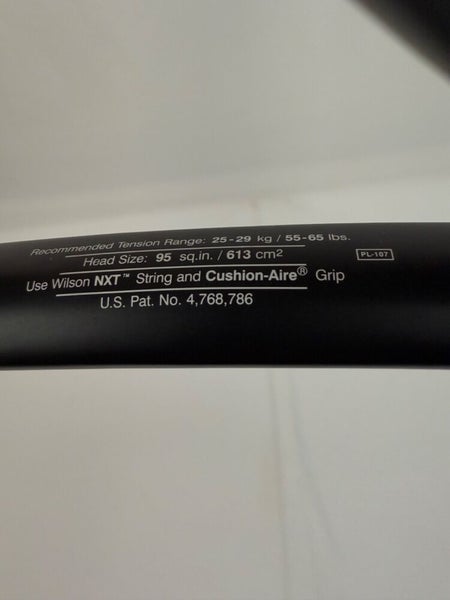 Recommended Tension Range: 25-29 kg / 55-65 lbs.
Head Size: 95 sq.in. / 613 cm²
PL-107
Use Wilson NXT™ String and Cushion-Aire® Grip
U.S. Pat. No. 4,768,786